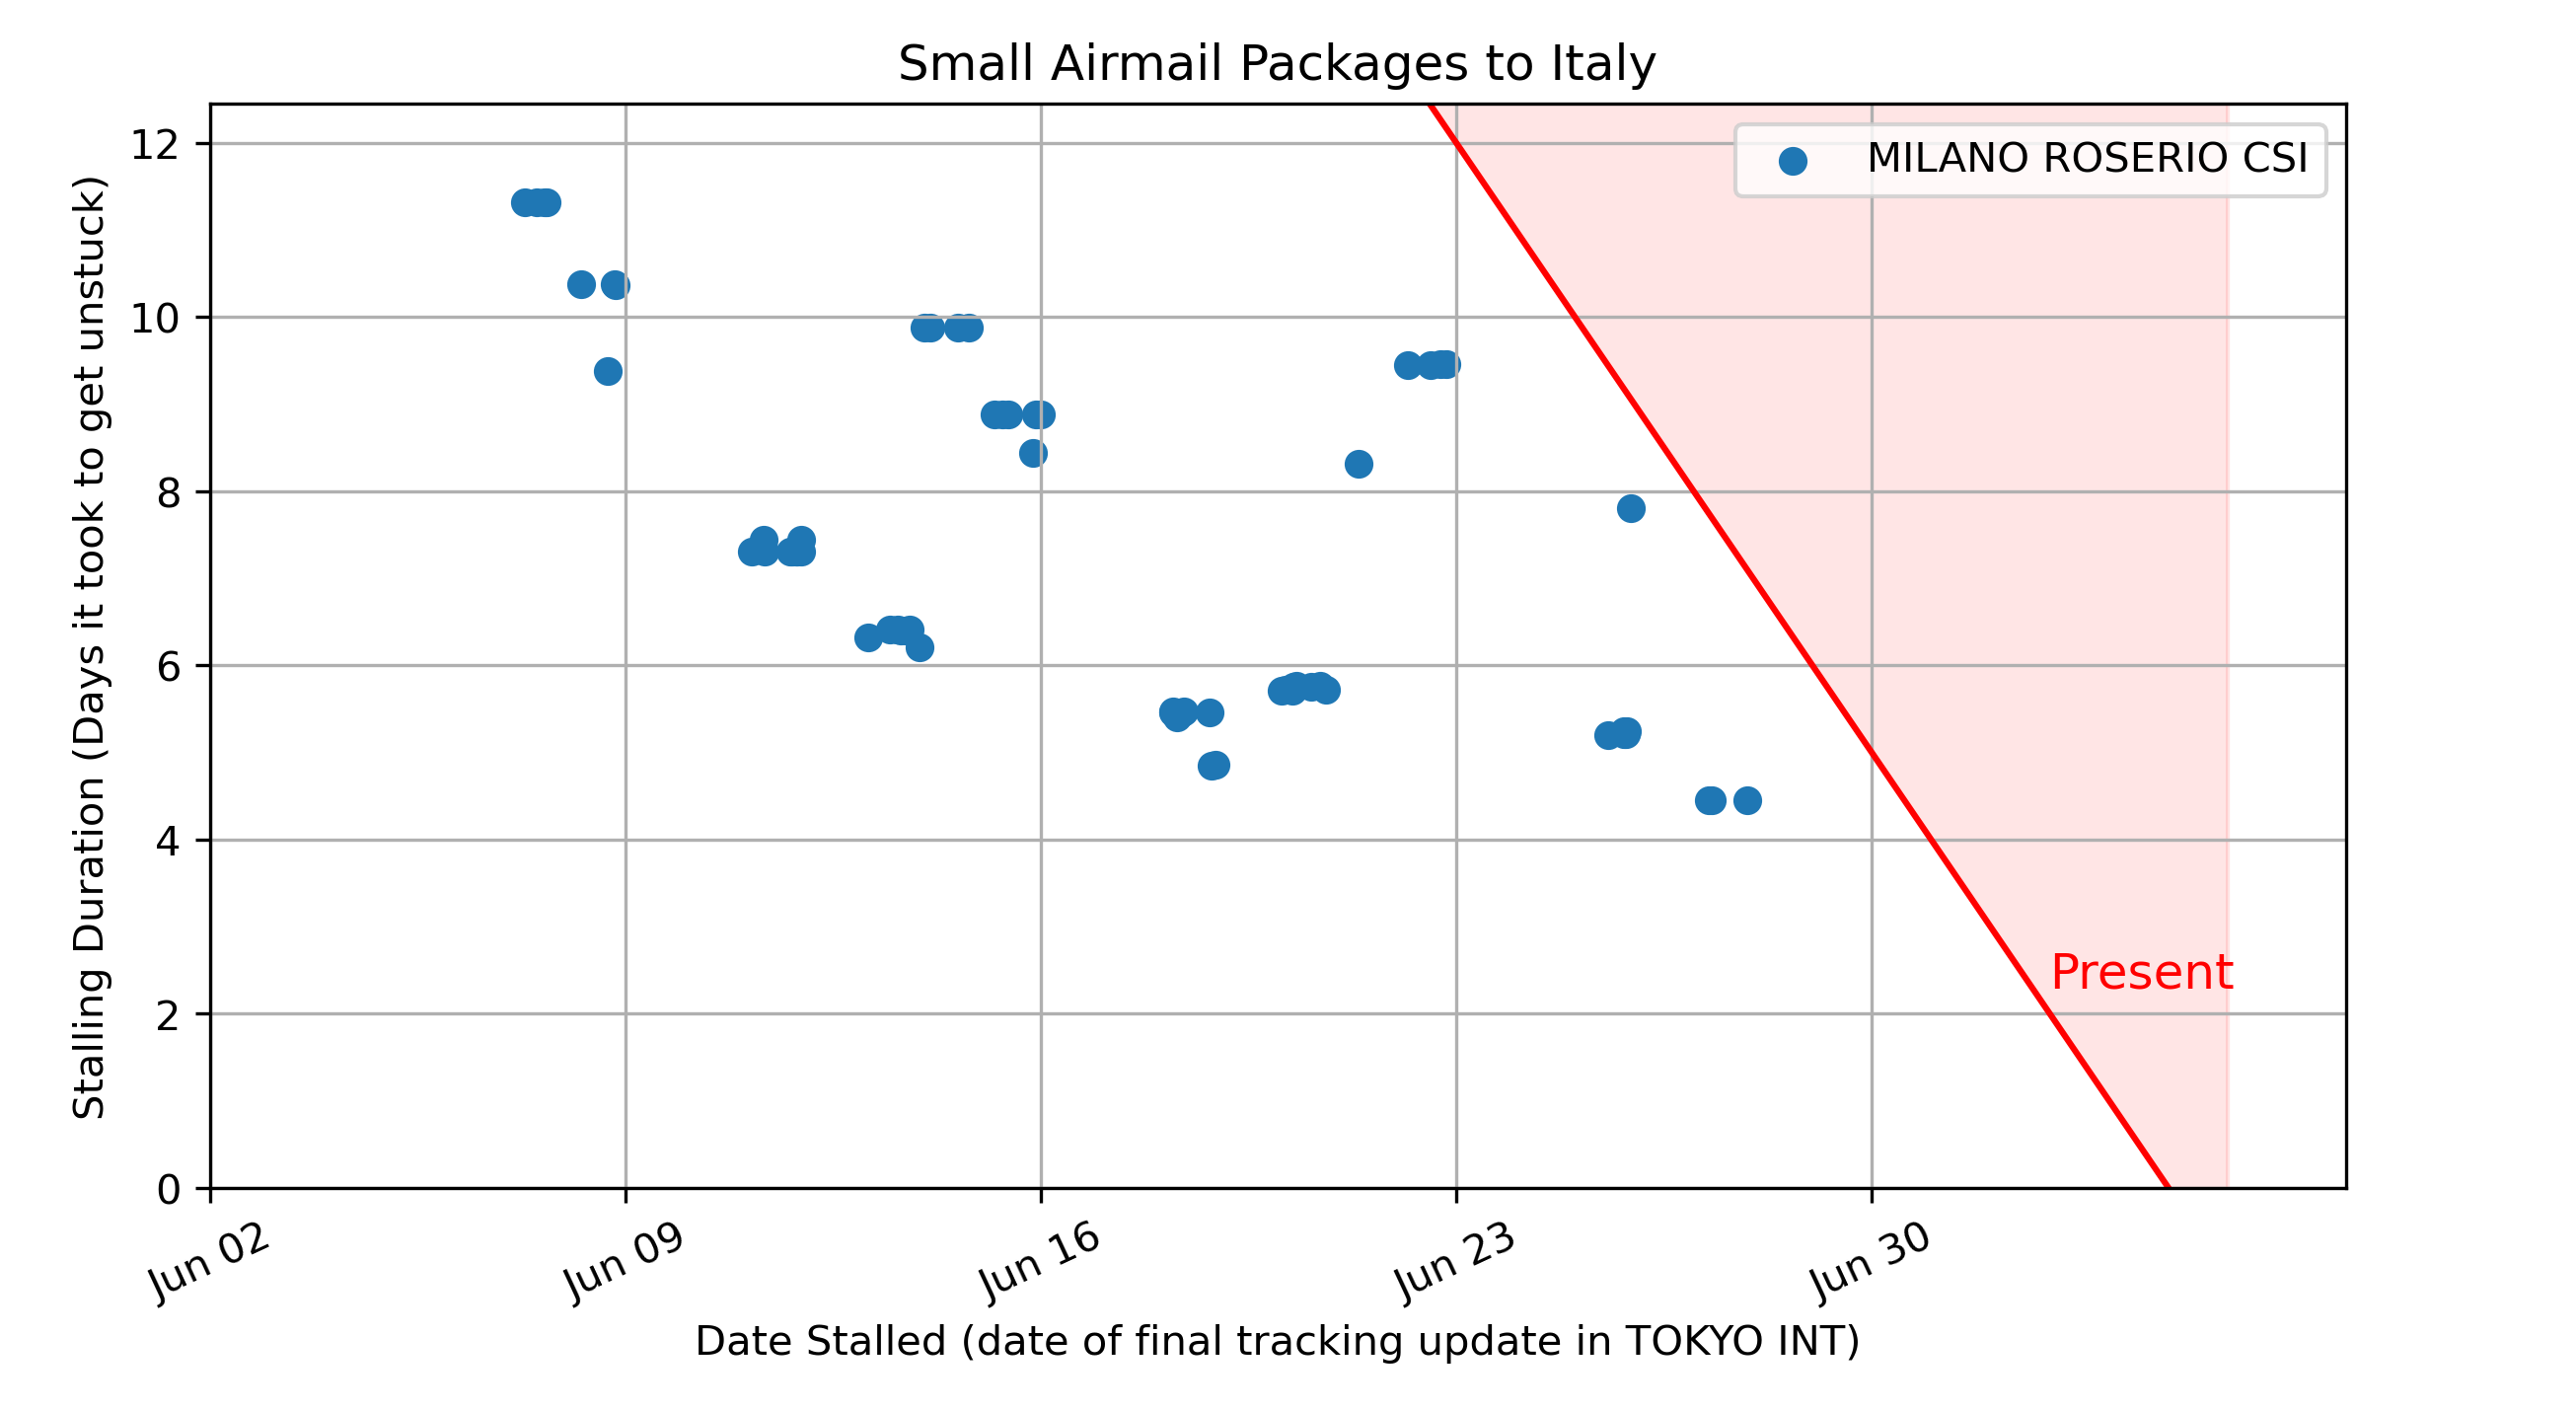 Small Airmail Packages to Italy
MILANO ROSERIO CSI
Stalling Duration (Days it took to get unstuck)
12
10
8
6
4
2
0
Present
Jun 02
Jun 09
Jun 16
Jun 23
Jun 30
Date Stalled (date of final tracking update in TOKYO INT)